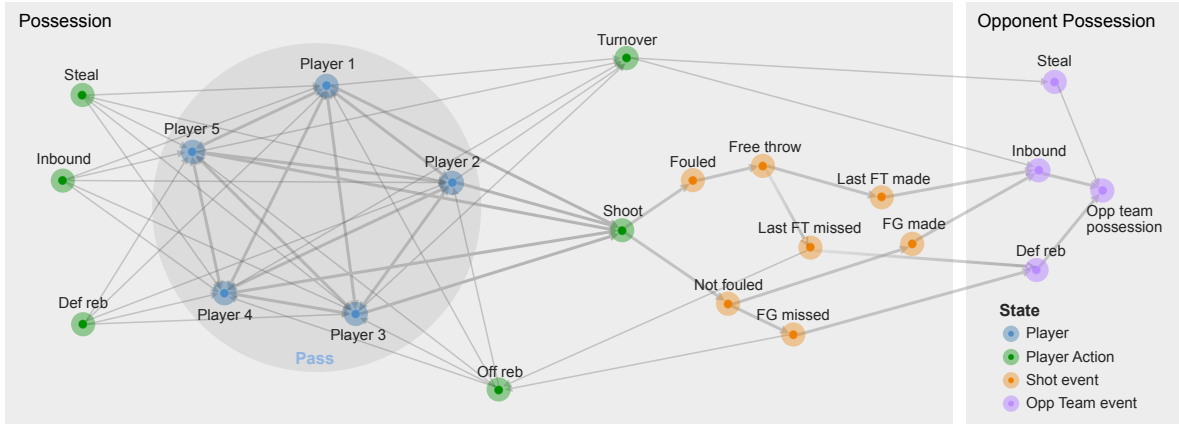 Possession
Opponent Possession
Turnover
Steal
Player 1
Steal
Player 5
Inbound
Player 2
Fouled
Free throw
Last FT made
Inbound
Shoot
Last FT missed
FG made
Opp team
possession
Def reb
Def reb
Player 4
Player 3
Pass
Not fouled
FG missed
Off reb
State
Player
Player Action
Shot event
Opp Team event